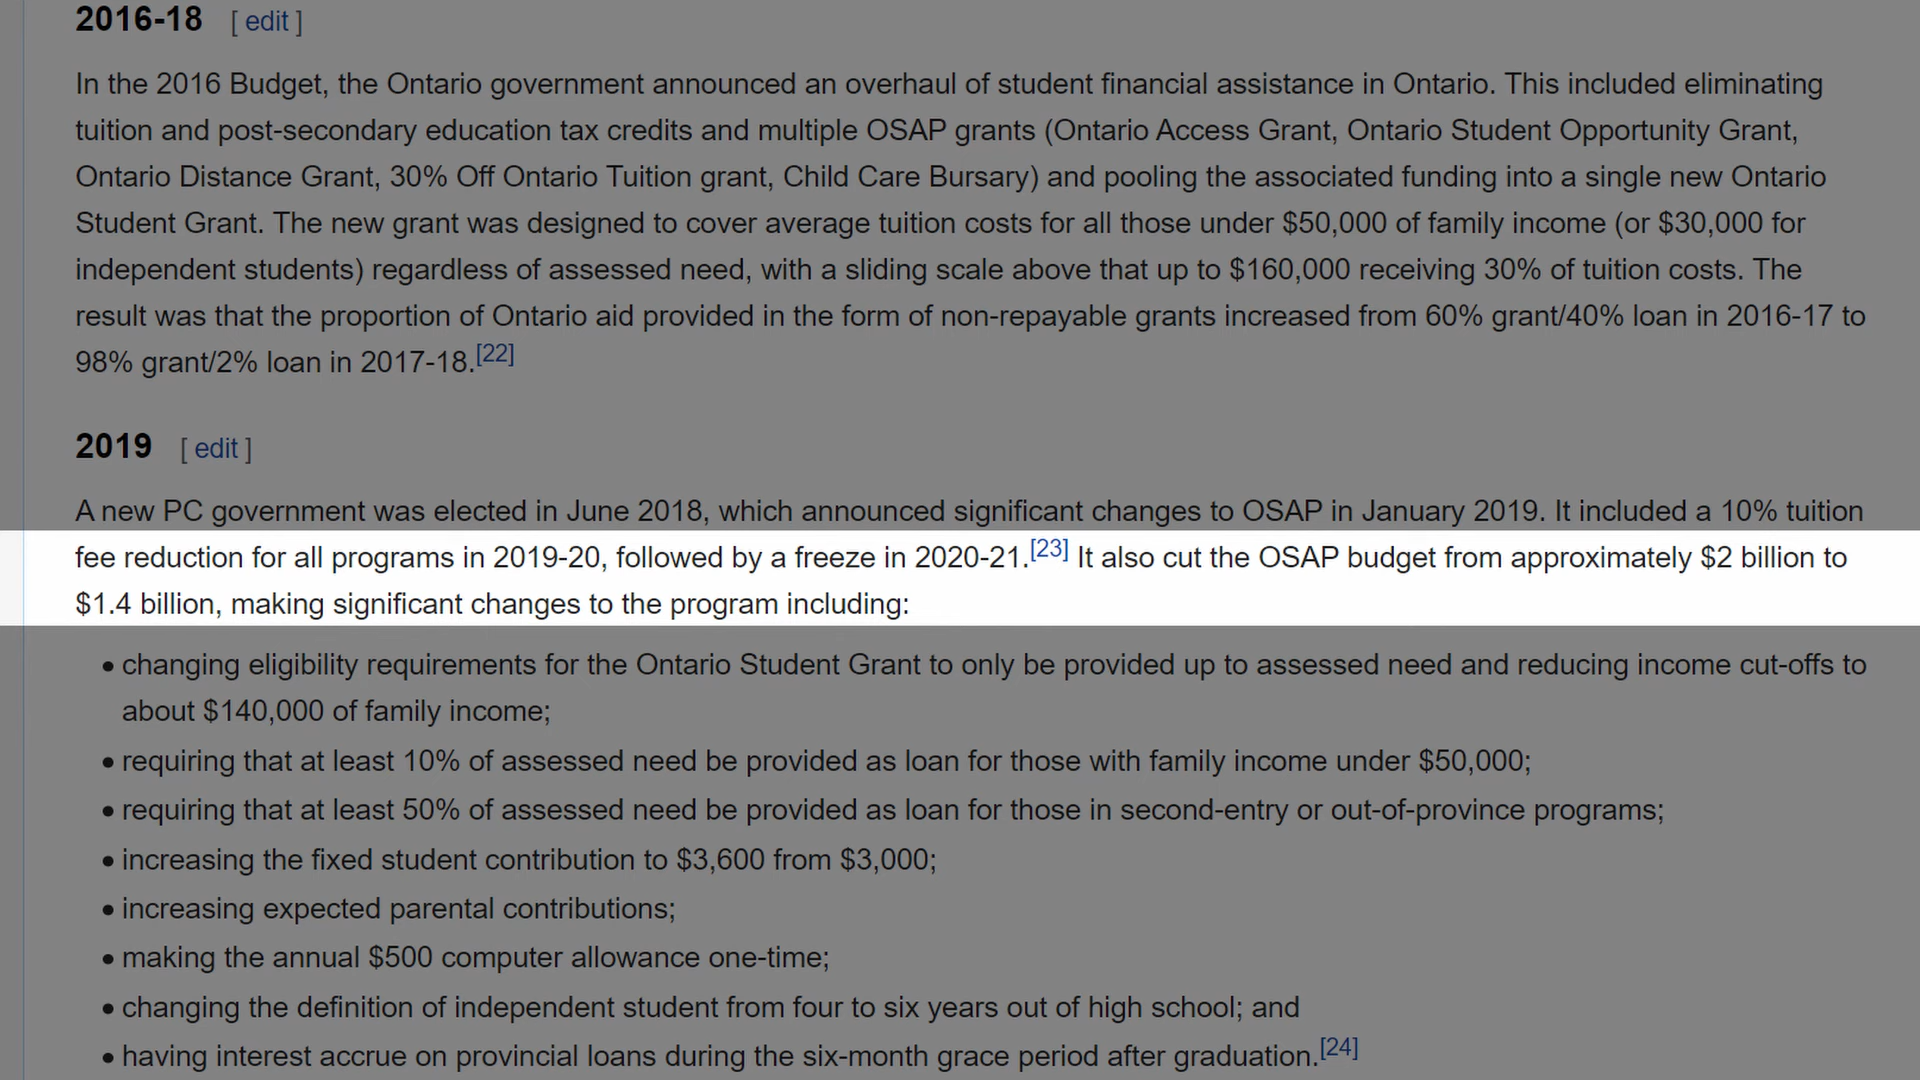 2016-18 [ edit ]
In the 2016 Budget, the Ontario government announced an overhaul of student financial assistance in Ontario. This included eliminating
tuition and post-secondary education tax credits and multiple OSAP grants (Ontario Access Grant, Ontario Student Opportunity Grant,
Ontario Distance Grant, 30% Off Ontario Tuition grant, Child Care Bursary) and pooling the associated funding into a single new Ontario
Student Grant. The new grant was designed to cover average tuition costs for all those under $50,000 of family income (or $30,000 for
independent students) regardless of assessed need, with a sliding scale above that up to $160,000 receiving 30% of tuition costs. The
result was that the proportion of Ontario aid provided in the form of non-repayable grants increased from 60% grant/40% loan in 2016-17 to
98% grant/2% loan in 2017-18.[22]
2019 [ edit ]
A new PC government was elected in June 2018, which announced significant changes to OSAP in January 2019. It included a 10% tuition
fee reduction for all programs in 2019-20, followed by a freeze in 2020-21.[23] It also cut the OSAP budget from approximately $2 billion to
$1.4 billion, making significant changes to the program including:
• changing eligibility requirements for the Ontario Student Grant to only be provided up to assessed need and reducing income cut-offs to
about $140,000 of family income;
• requiring that at least 10% of assessed need be provided as loan for those with family income under $50,000;
• requiring that at least 50% of assessed need be provided as loan for those in second-entry or out-of-province programs;
• increasing the fixed student contribution to $3,600 from $3,000;
• increasing expected parental contributions;
• making the annual $500 computer allowance one-time;
• changing the definition of independent student from four to six years out of high school; and
• having interest accrue on provincial loans during the six-month grace period after graduation.[24]